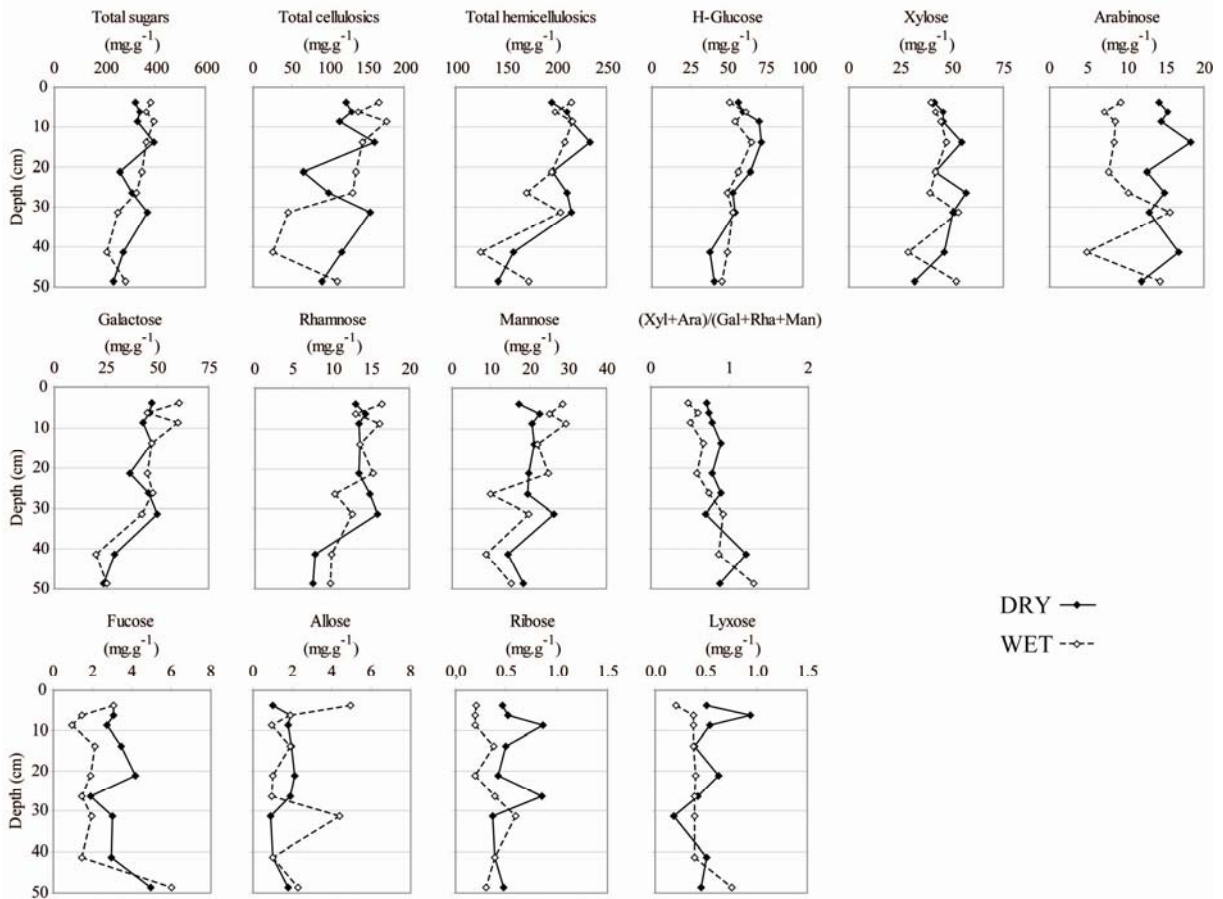 Total sugars Total cellulosics Total hemicellulosics H-Glucose Xylose Arabinose
(mg.g-1) (mg.g-1) (mg.g-1) (mg.g-1) (mg.g-1) (mg.g-1)
0 200 400 600 0 50 100 150 200 100 150 200 250 0 25 50 75 100 0 25 50 75 0 5 10 15 20
0
10
20
30
40
50
Depth (cm)
Galactose Rhamnose Mannose (Xyl+Ara)/(Gal+Rha+Man)
(mg.g-1) (mg.g-1) (mg.g-1)
0 25 50 75 0 5 10 15 20 0 10 20 30 40 0 1 2
0
10
20
30
40
50
Depth (cm)
DRY
WET
Fucose Allose Ribose Lyxose
(mg.g-1) (mg.g-1) (mg.g-1) (mg.g-1)
0 2 4 6 8 0 2 4 6 8 0,0 0.5 1.0 1.5 0.0 0.5 1.0 1.5
0
10
20
30
40
50
Depth (cm)